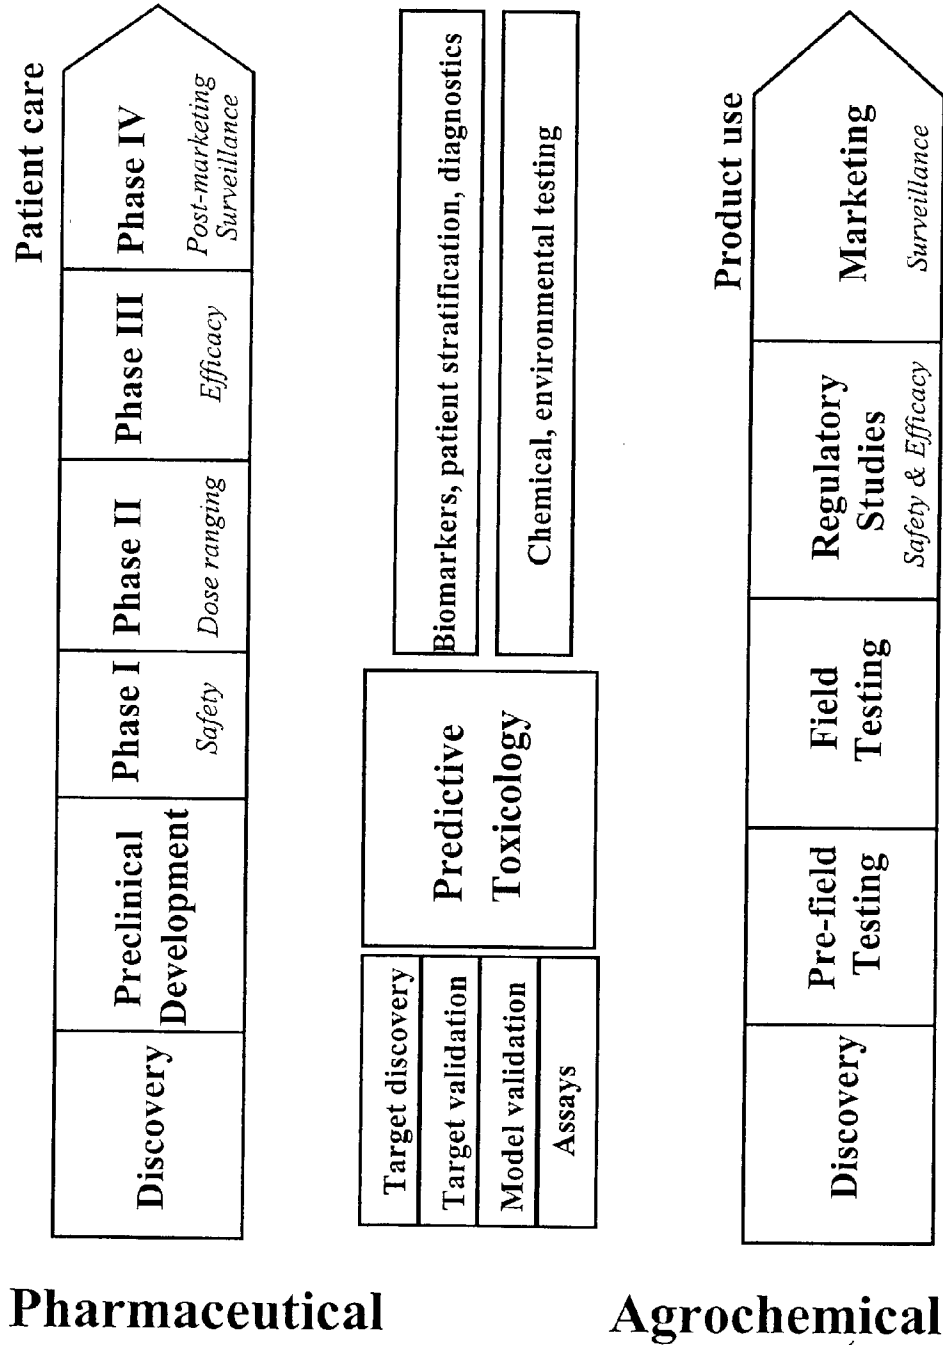 Pharmaceutical
Discovery
Preclinical
Development
Phase I
Safety
Phase II
Dose ranging
Phase III
Efficacy
Phase IV
Post-marketing
Surveillance
Patient care
Target discovery
Target validation
Model validation
Assays
Predictive
Toxicology
Biomarkers, patient stratification, diagnostics
Chemical, environmental testing
Agrochemical
Discovery
Pre-field
Testing
Field
Testing
Regulatory
Studies
Safety & Efficacy
Marketing
Surveillance
Product use